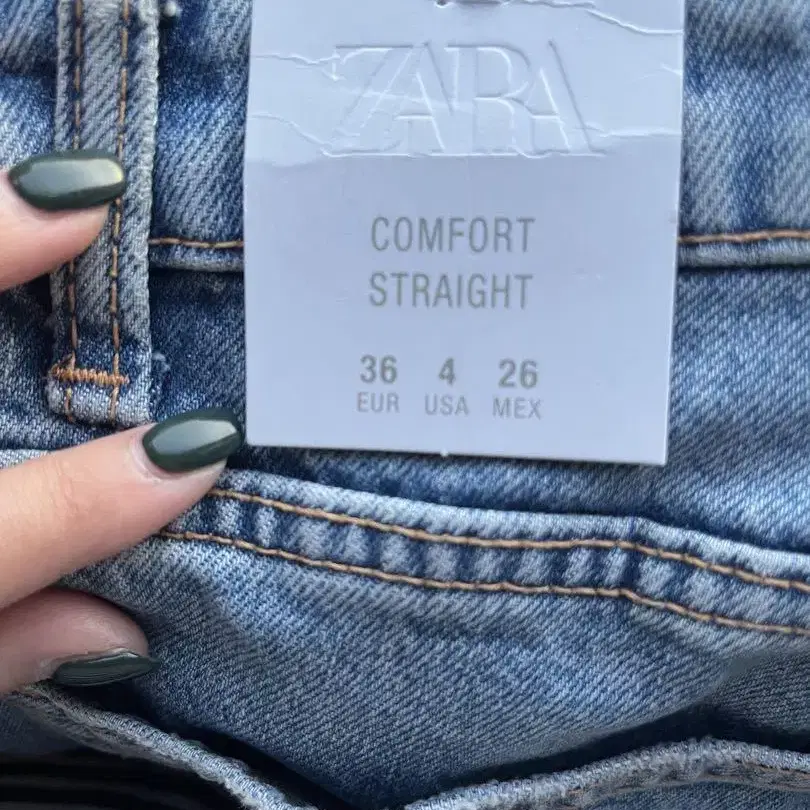 ZARA
COMFORT
STRAIGHT
36 4 26
EUR USA MEX